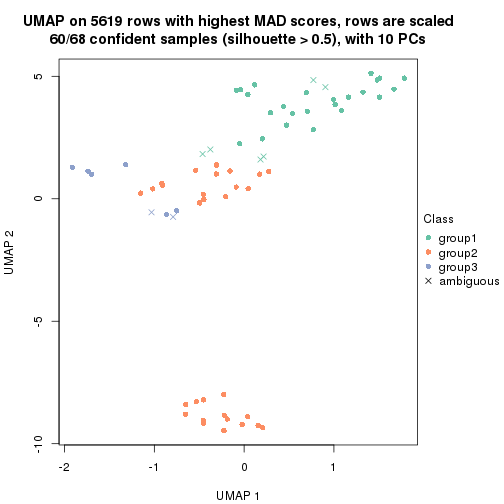 UMAP on 5619 rows with highest MAD scores, rows are scaled
60/68 confident samples (silhouette > 0.5), with 10 PCs
5
0
-5
-10
UMAP 2
-2
-1
0
1
UMAP 1
Class
group1
group2
group3
ambiguous